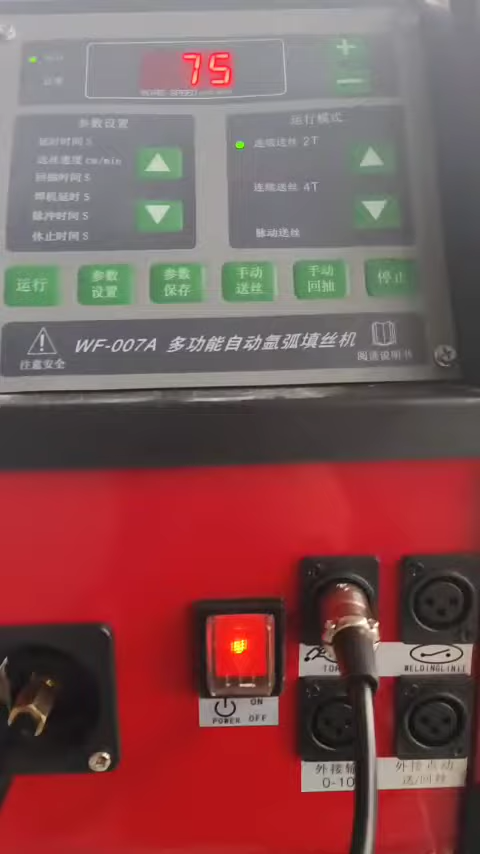 75
参数设置
延时时间 S
送丝速度 cm/min
回抽时间 S
焊机延时 S
脉冲时间 S
休止时间 S
运行模式
连续送丝 2T
连续送丝 4T
脉动送丝
运行
参数
设置
参数
保存
手动
送丝
手动
回抽
停止
注意安全
WF-007A 多功能自动氩弧填丝机
阅读说明书
ON
POWER OFF
WELDINGLINE
外接输
0-10
外接点动
送/回丝